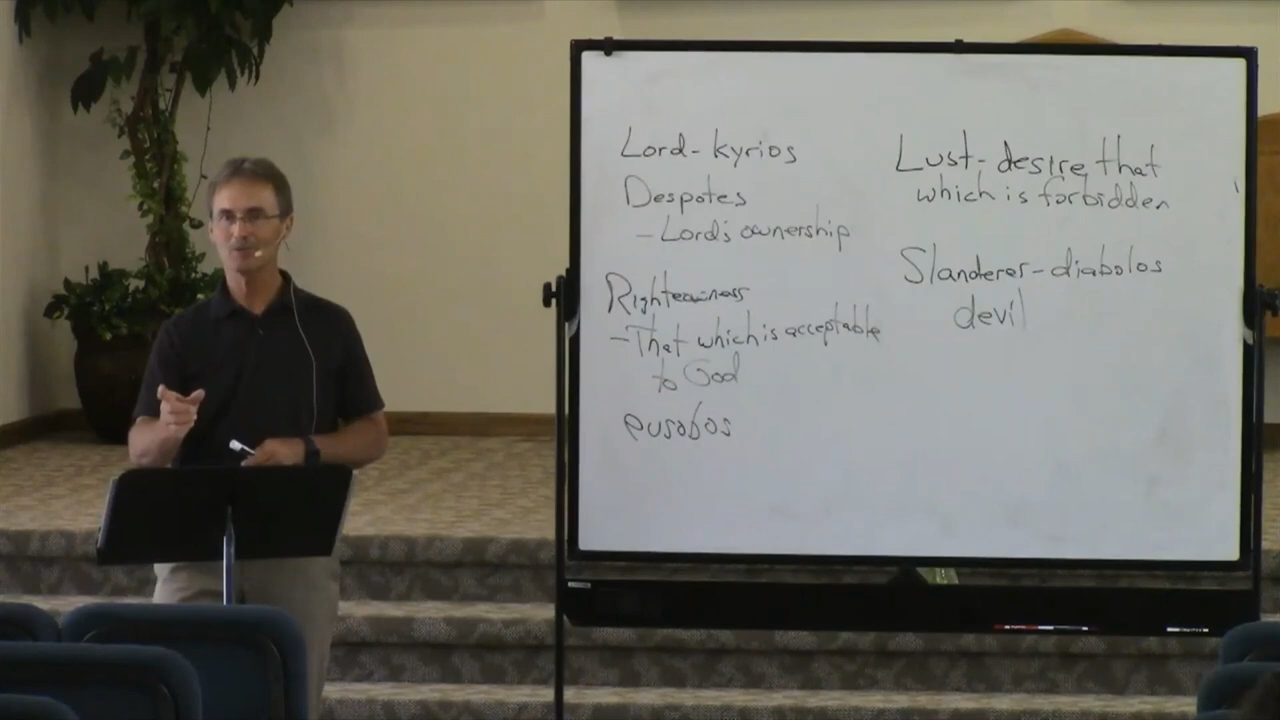 Lord-kyrios
Despotes
-Lord's ownership
Righteousness
-That which is acceptable
to God
eusobos
Lust-desire that
which is forbidden
Slanderer-diabolos
devil